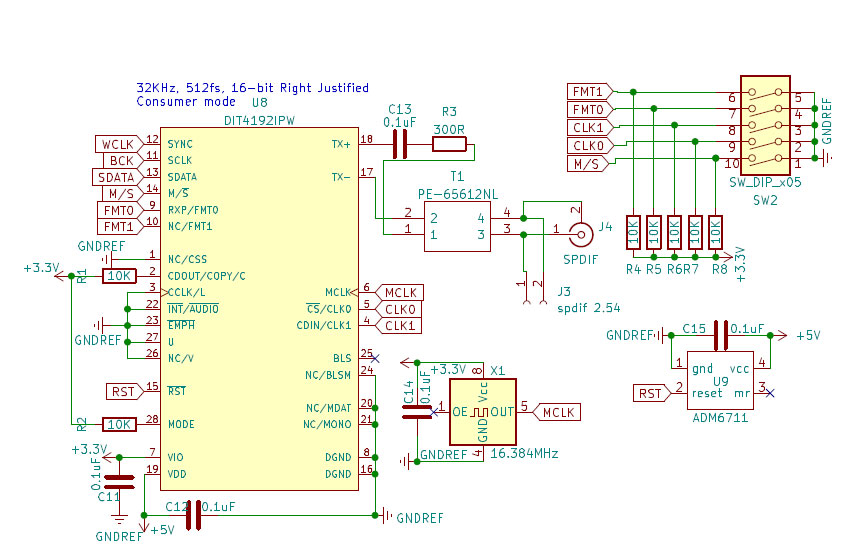 32KHz, 512fs, 16-bit Right Justified
Consumer mode
U8
DIT4192IPW
WCLK 12 SYNC
BCK 11 SCLK
SDATA 13 SDATA
M/S 14 M/S
FMT0 9 RXP/FMT0
FMT1 10 NC/FMT1
GNDREF 1 NC/CSS
+3.3V R1 10K 2 CDOUT/COPY/C
3 CCLK/L
22 INT/AUDIO
23 EMPH
GNDREF 27 U
26 NC/V
RST 15 RST
R2 10K 28 MODE
+3.3V 7 VIO
19 VDD
0.1uF
C11
GNDREF
+5V
C12 0.1uF
GNDREF
TX+ 18
TX- 17
MCLK 6 MCLK
CS/CLK0 5 CLK0
CDIN/CLK1 4 CLK1
BLS 25
NC/BLSM 24
NC/MDAT 20
NC/MONO 21
DGND 8
DGND 16
C13
0.1uF
R3
300R
T1
PE-65612NL
2 2 4 4
1 1 3 3
2
1
J4
SPDIF
1 2
J3
spdif 2.54
+3.3V
C14
0.1uF
X1
8
Vcc
1 OE OUT 5 MCLK
GND
4
GNDREF
16.384MHz
FMT1 6 5
FMT0 7 4
CLK1 8 3
CLK0 9 2
M/S 10 1
GNDREF
SW_DIP_x05
SW2
10K 10K 10K 10K 10K
R4 R5 R6 R7 R8
+3.3V
GNDREF C15 0.1uF +5V
1 gnd vcc 4
U9
RST 2 reset mr 3
ADM6711